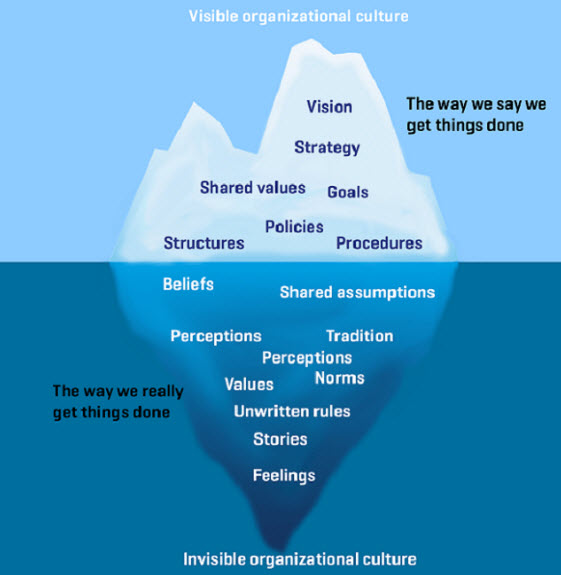 Visible organizational culture
Vision
The way we say we
get things done
Strategy
Shared values
Goals
Policies
Structures
Procedures
Beliefs
Shared assumptions
Perceptions
Tradition
Perceptions
Norms
Values
The way we really
get things done
Unwritten rules
Stories
Feelings
Invisible organizational culture